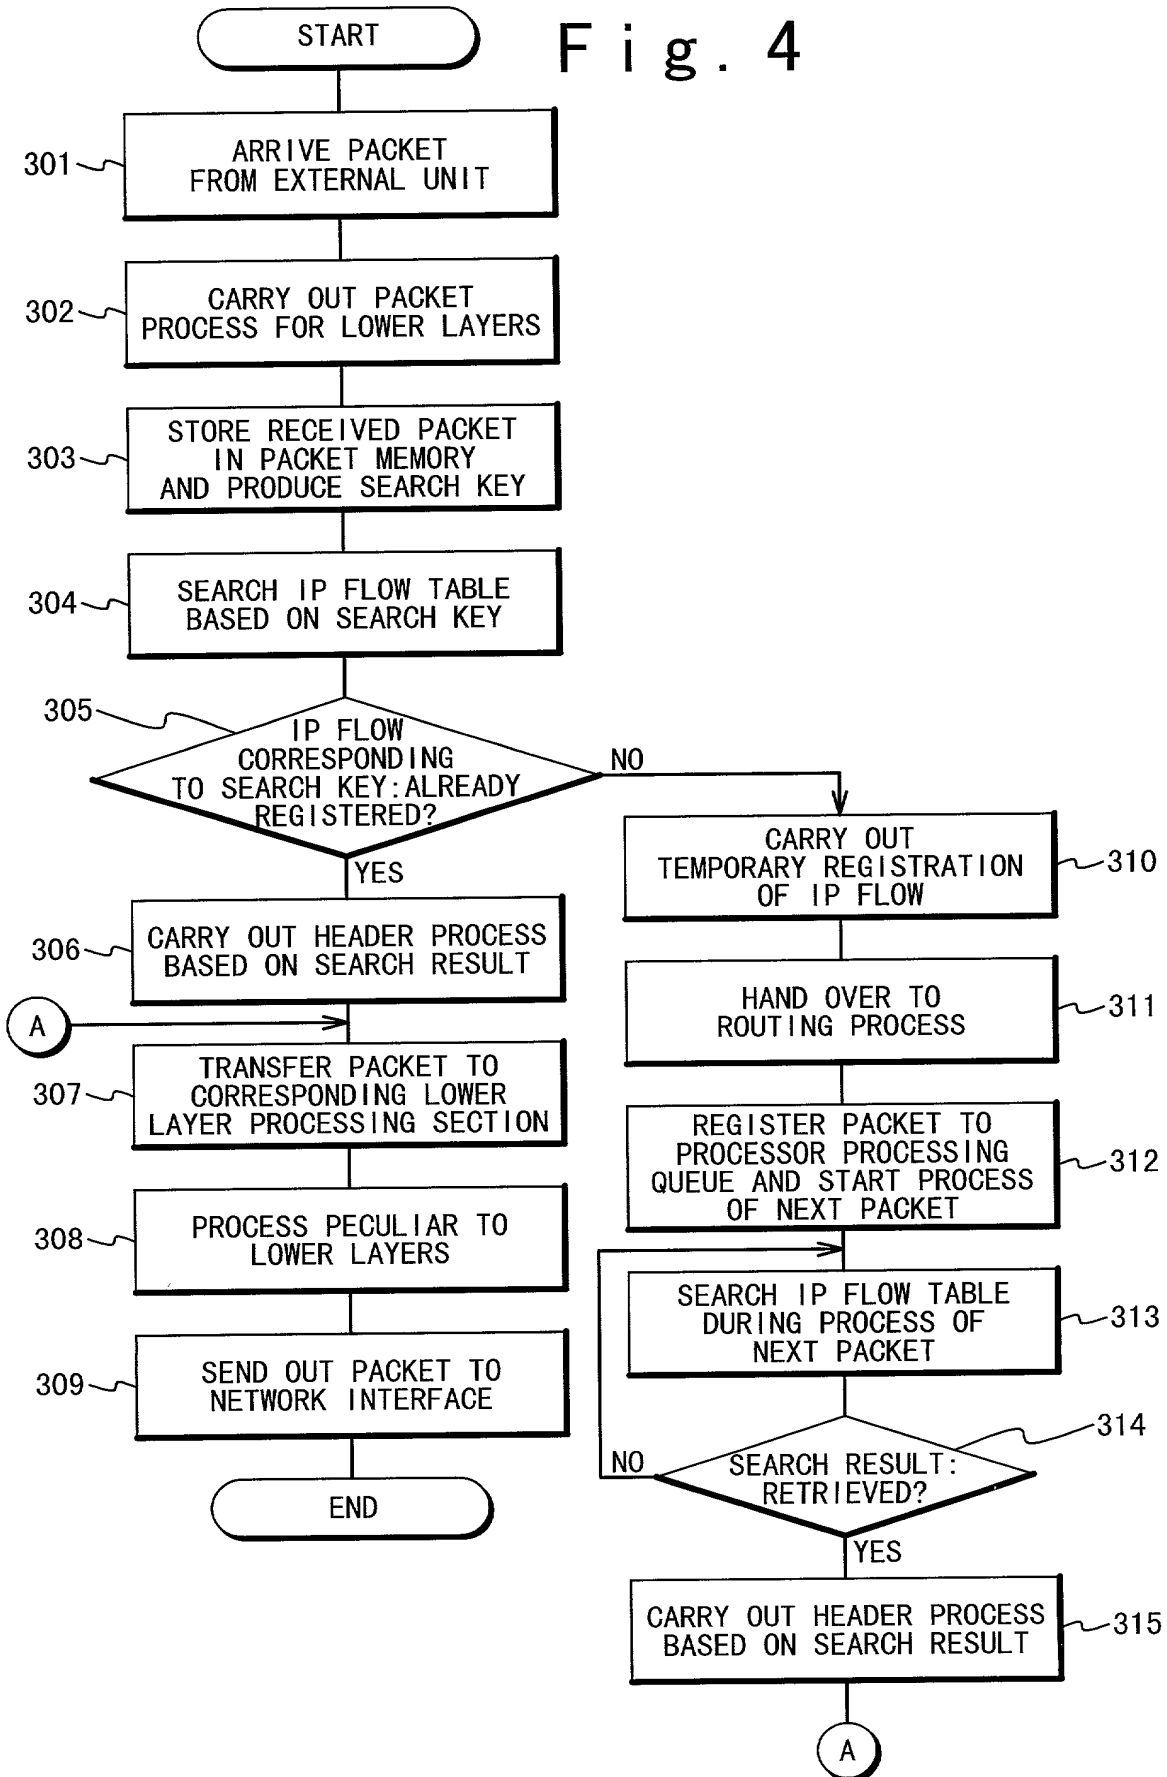 START
Fig. 4
301
ARRIVE PACKET
FROM EXTERNAL UNIT
302
CARRY OUT PACKET
PROCESS FOR LOWER LAYERS
303
STORE RECEIVED PACKET
IN PACKET MEMORY
AND PRODUCE SEARCH KEY
304
SEARCH IP FLOW TABLE
BASED ON SEARCH KEY
305
IP FLOW
CORRESPONDING
TO SEARCH KEY:ALREADY
REGISTERED?
NO
YES
306
CARRY OUT HEADER PROCESS
BASED ON SEARCH RESULT
A
307
TRANSFER PACKET TO
CORRESPONDING LOWER
LAYER PROCESSING SECTION
308
PROCESS PECULIAR TO
LOWER LAYERS
309
SEND OUT PACKET TO
NETWORK INTERFACE
END
CARRY OUT
TEMPORARY REGISTRATION
OF IP FLOW
310
HAND OVER TO
ROUTING PROCESS
311
REGISTER PACKET TO
PROCESSOR PROCESSING
QUEUE AND START PROCESS
OF NEXT PACKET
312
SEARCH IP FLOW TABLE
DURING PROCESS OF
NEXT PACKET
313
314
SEARCH RESULT:
RETRIEVED?
NO
YES
CARRY OUT HEADER PROCESS
BASED ON SEARCH RESULT
315
A